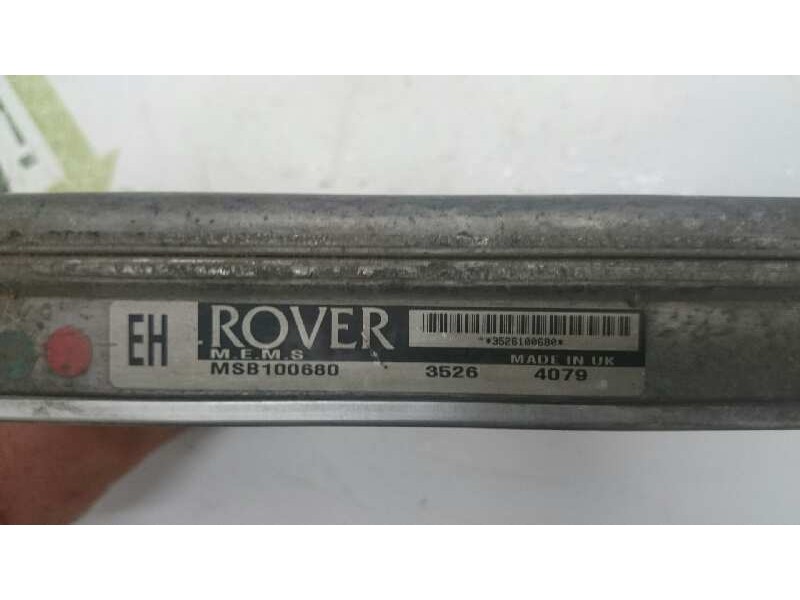 EH
ROVER
*3526100680*
M.E.M.S
MADE IN UK
MSB100680 3526 4079